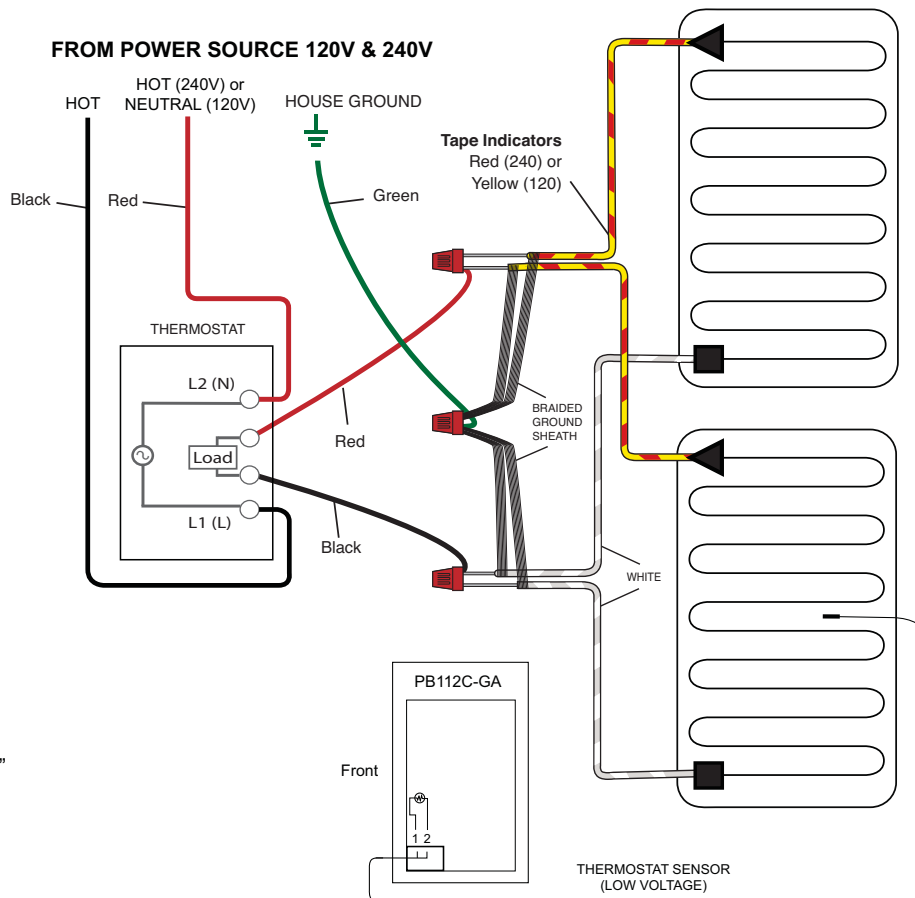 FROM POWER SOURCE 120V & 240V
HOT
HOT (240V) or
NEUTRAL (120V)
HOUSE GROUND
Tape Indicators
Red (240) or
Yellow (120)
Black
Red
Green
THERMOSTAT
L2 (N)
Load
L1 (L)
Red
BRAIDED
GROUND
SHEATH
Black
WHITE
PB112C-GA
”
Front
1 2
THERMOSTAT SENSOR
(LOW VOLTAGE)